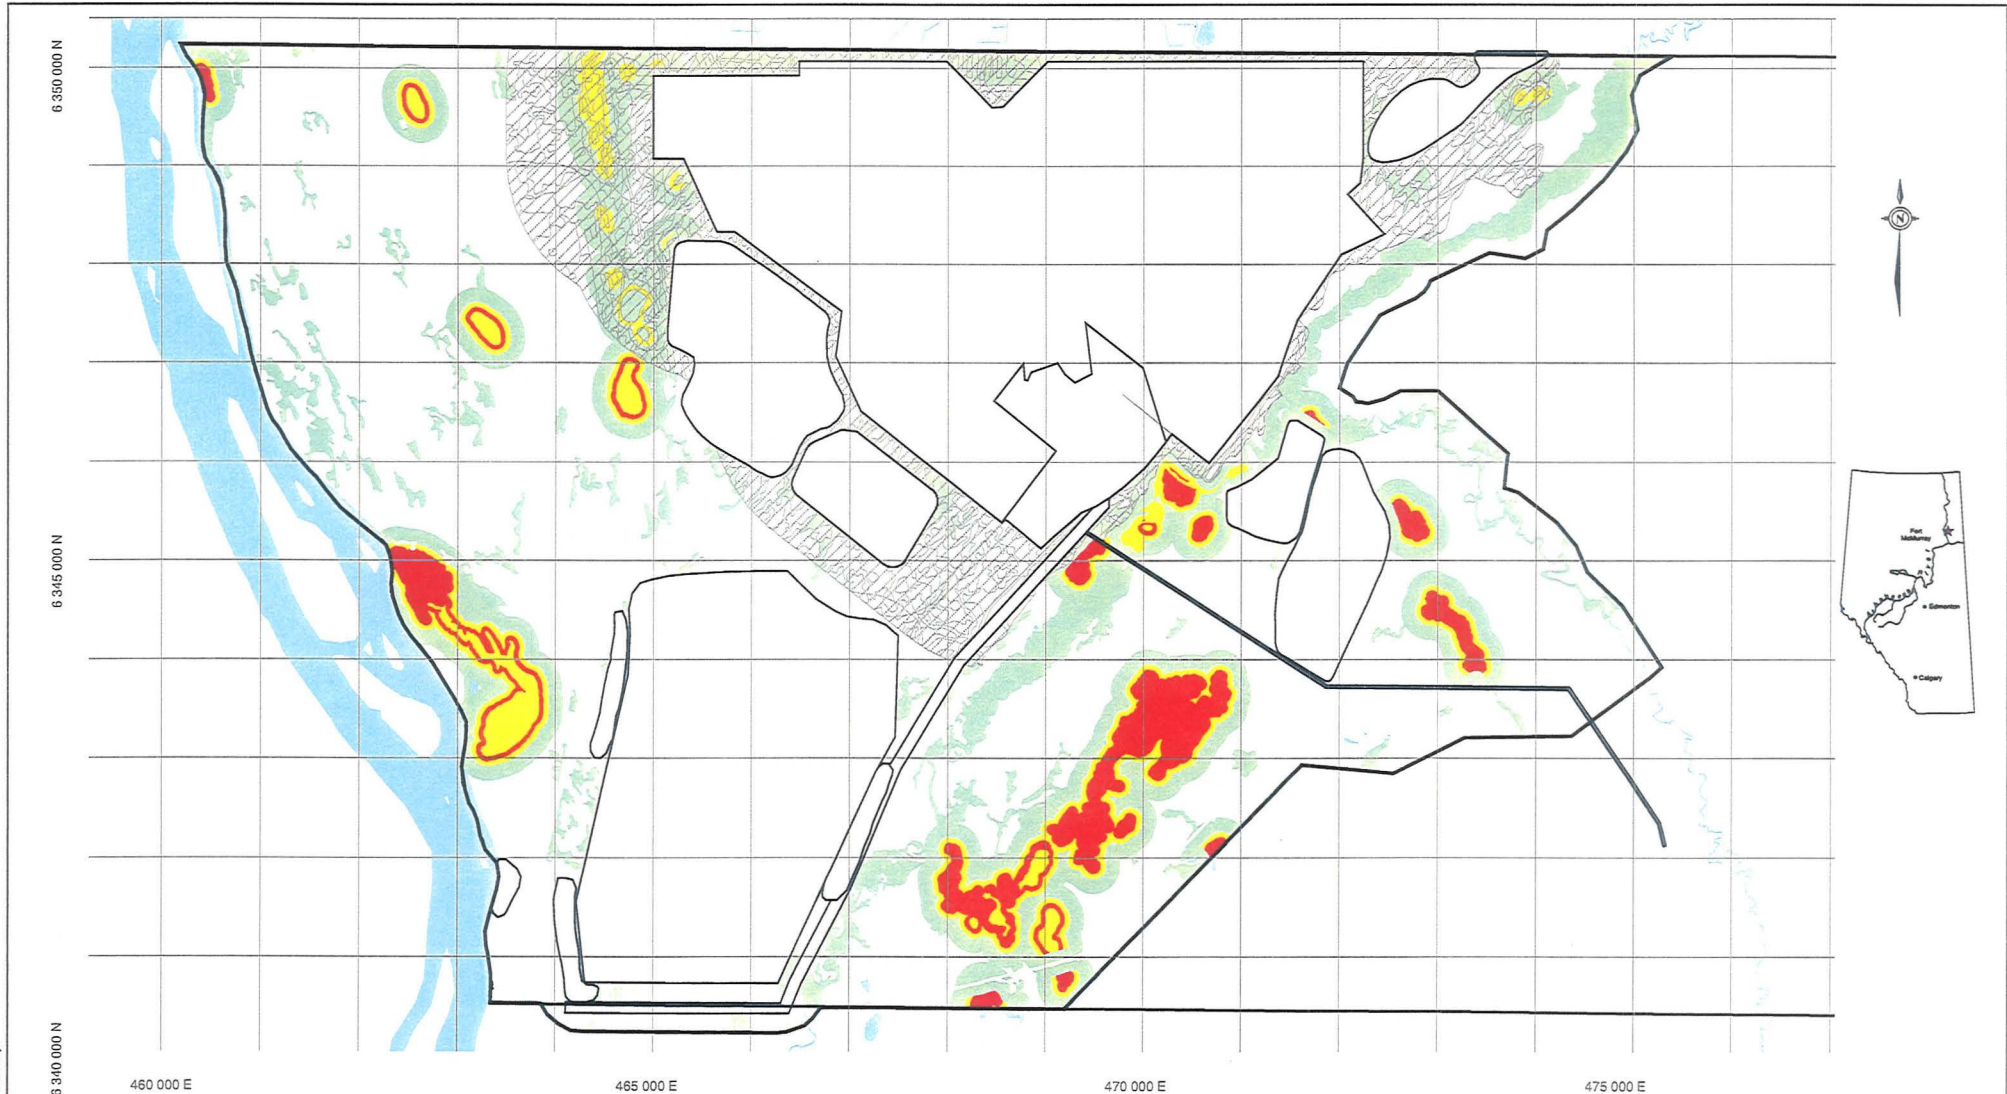 6 350 000 N
6 345 000 N
6 340 000 N
460 000 E
465 000 E
470 000 E
475 000 E
N
Fort
McMurray
Edmonton
Calgary